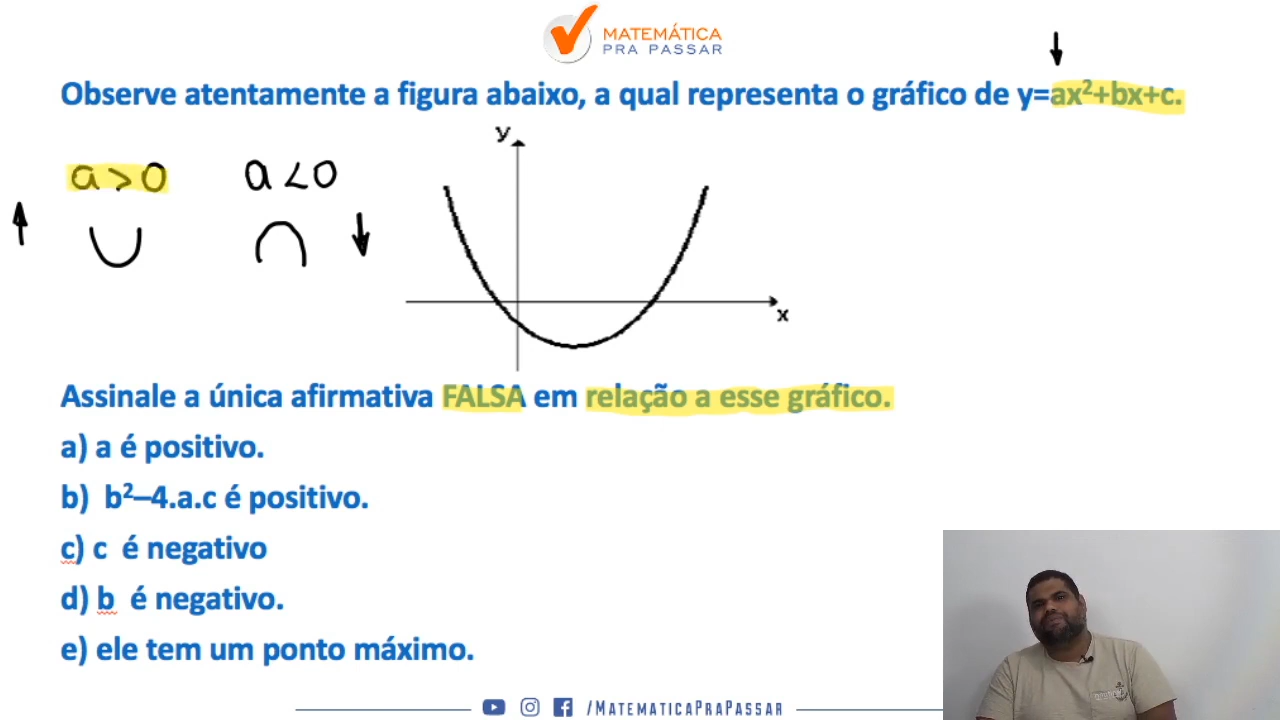 MATEMÁTICA
PRA PASSAR
Observe atentamente a figura abaixo, a qual representa o gráfico de y=ax²+bx+c.
y
a>0 a<0
x
Assinale a única afirmativa FALSA em relação a esse gráfico.
a) a é positivo.
b) b²–4.a.c é positivo.
c) c é negativo
d) b é negativo.
e) ele tem um ponto máximo.
/MatematicaPraPassar